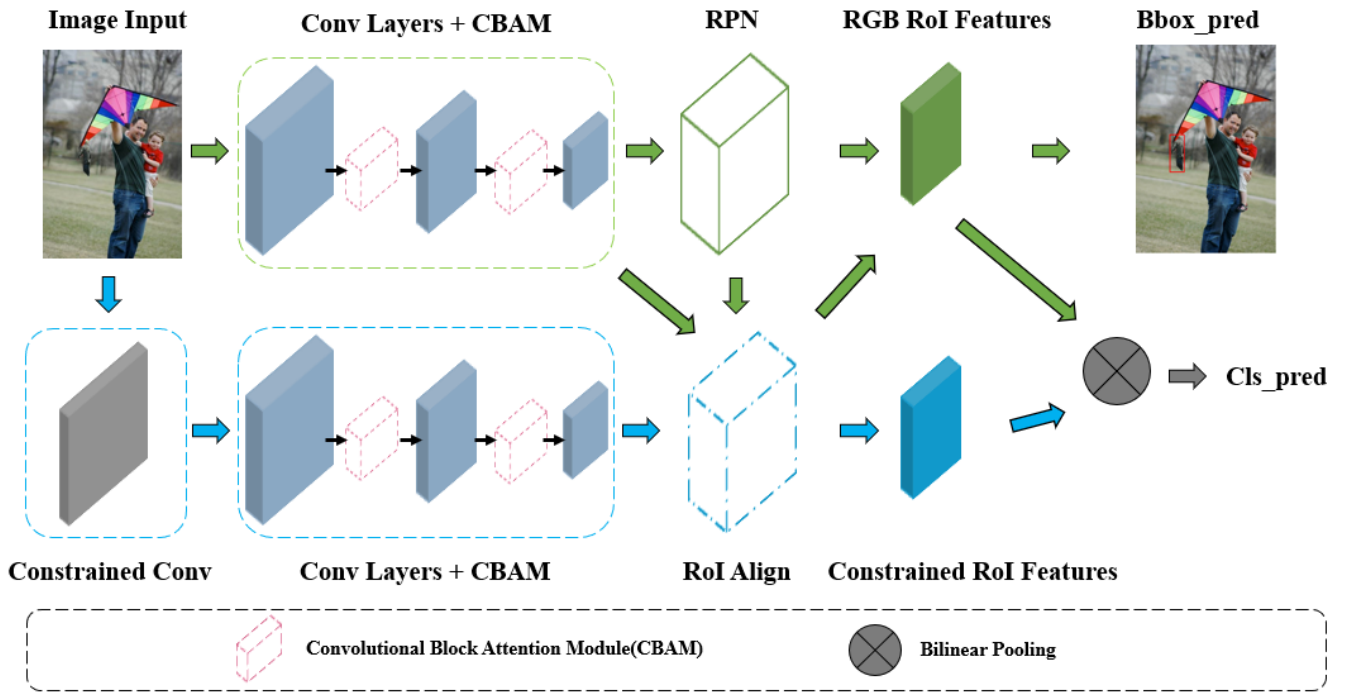 Image Input
Conv Layers + CBAM
RPN
RGB RoI Features
Bbox_pred
Cls_pred
Constrained Conv
Conv Layers + CBAM
RoI Align
Constrained RoI Features
Convolutional Block Attention Module(CBAM)
Bilinear Pooling